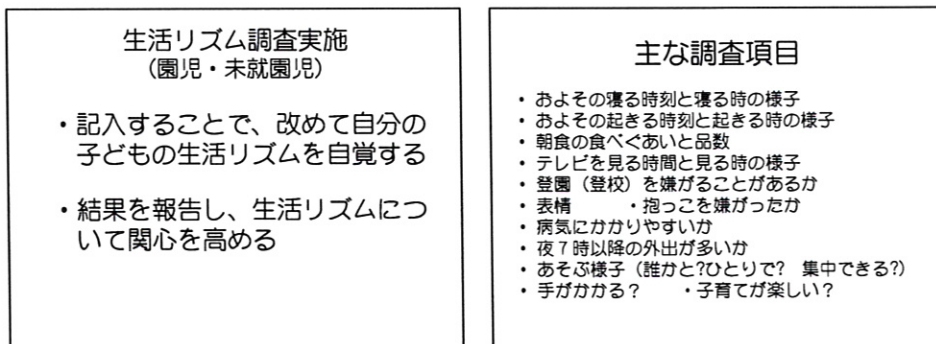 生活リズム調査実施
(園児・未就園児)
・記入することで、改めて自分の
子どもの生活リズムを自覚する
・結果を報告し、生活リズムにつ
いて関心を高める
主な調査項目
・およその寝る時刻と寝る時の様子
・およその起きる時刻と起きる時の様子
・朝食の食べぐあいと品数
・テレビを見る時間と見る時の様子
・登園（登校）を嫌がることがあるか
・表情　　・抱っこを嫌がったか
・病気にかかりやすいか
・夜７時以降の外出が多いか
・あそぶ様子（誰かと?ひとりで?　集中できる?）
・手がかかる？　　・子育てが楽しい？